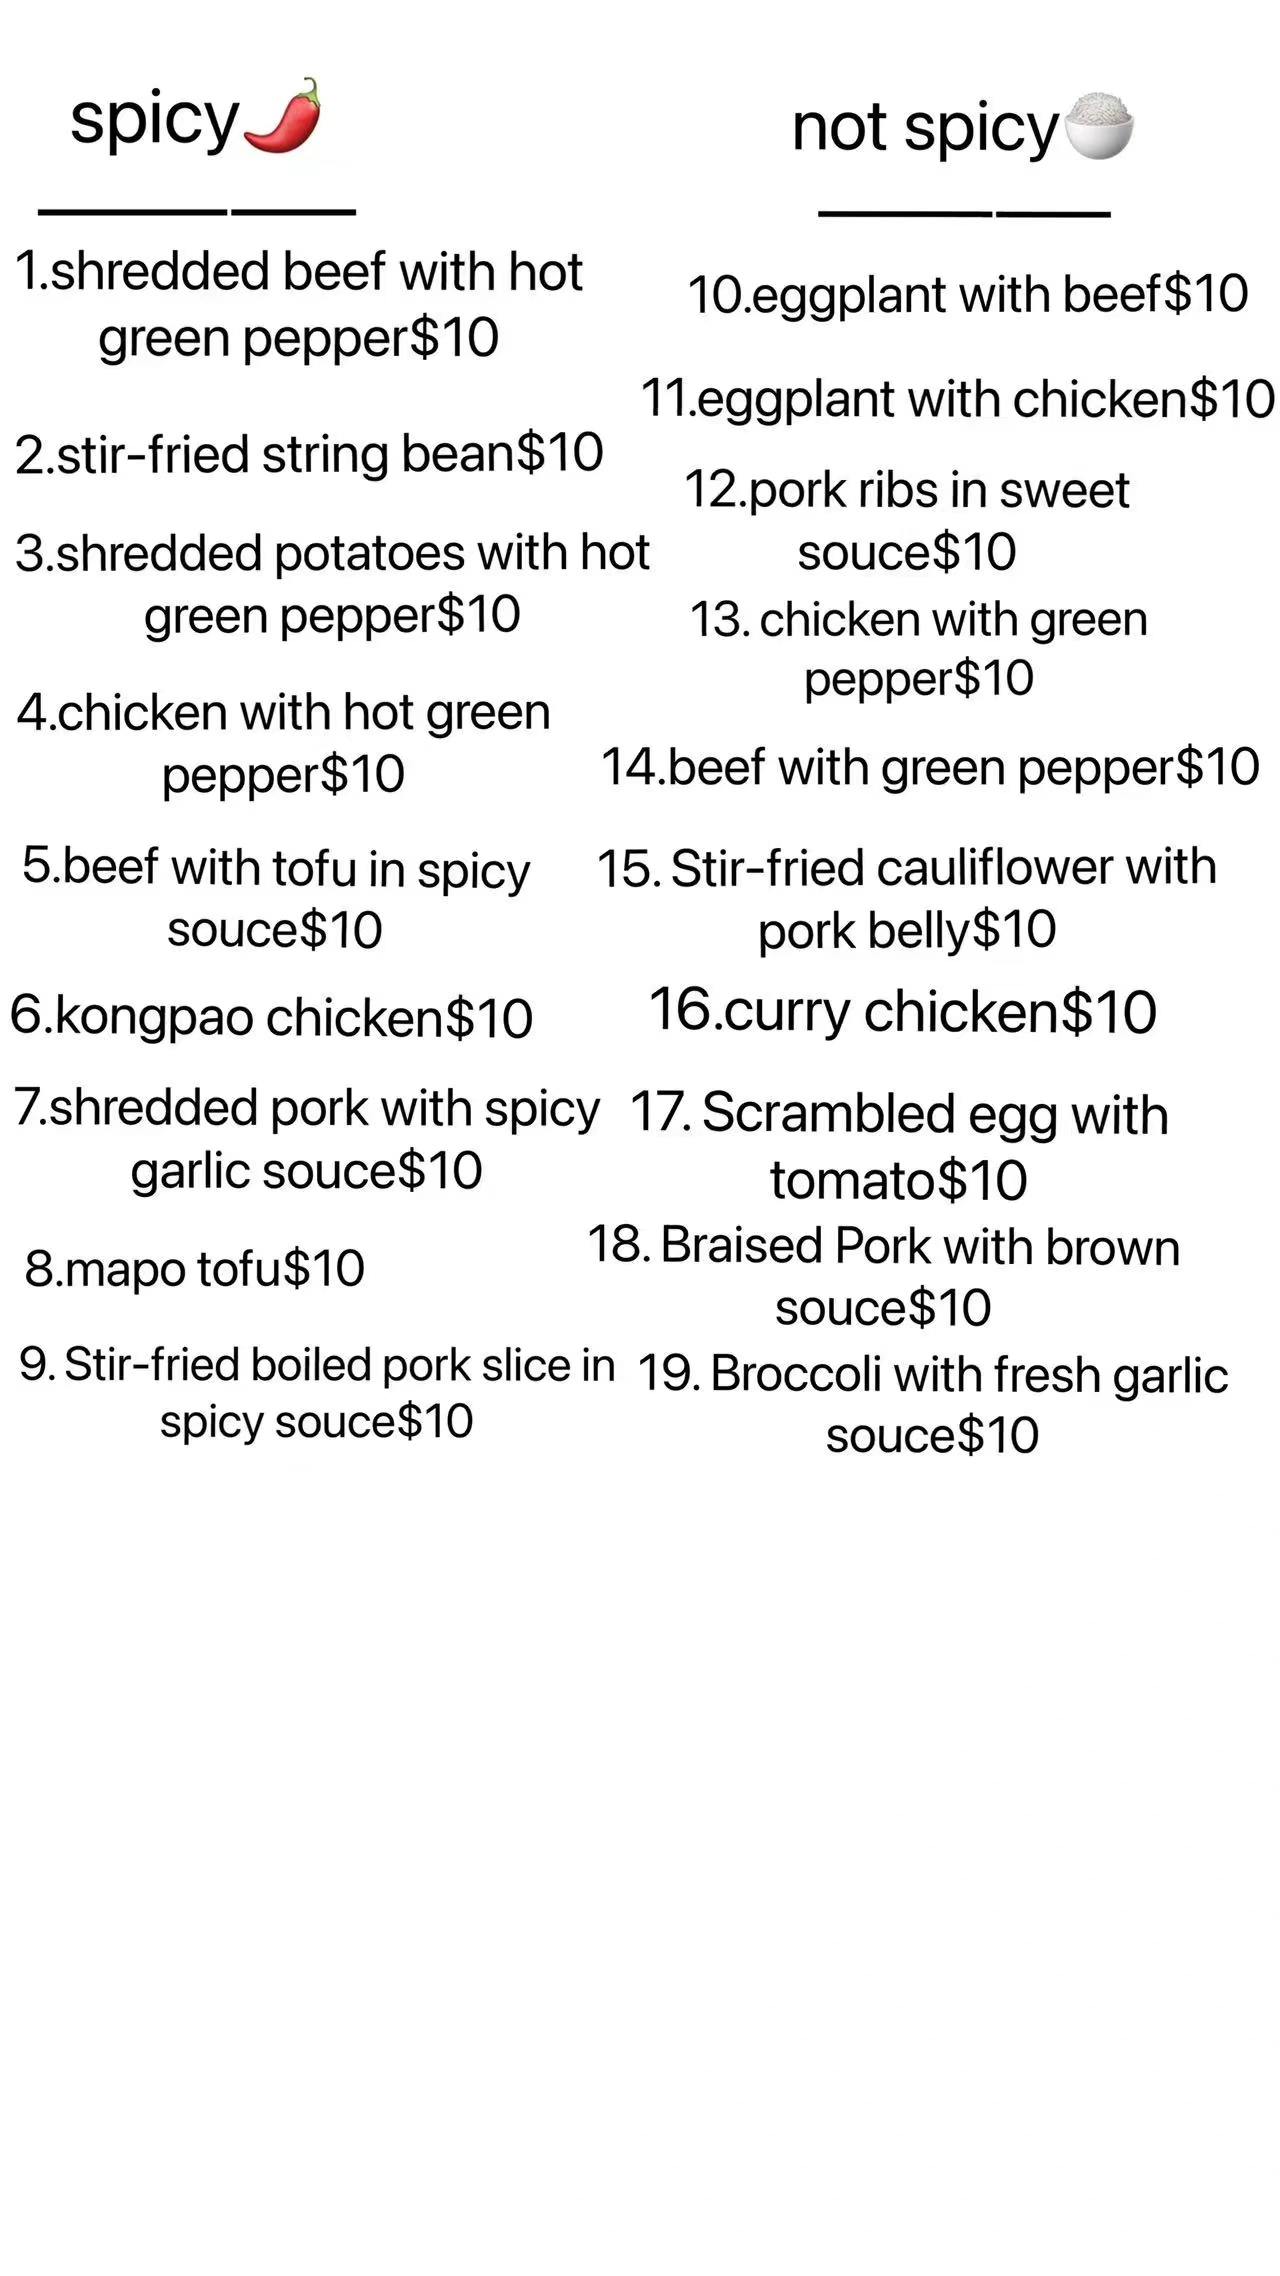 spicy🌶️
not spicy🍚
1.shredded beef with hot
green pepper$10
2.stir-fried string bean$10
3.shredded potatoes with hot
green pepper$10
4.chicken with hot green
pepper$10
5.beef with tofu in spicy
souce$10
6.kongpao chicken$10
7.shredded pork with spicy
garlic souce$10
8.mapo tofu$10
9. Stir-fried boiled pork slice in
spicy souce$10
10.eggplant with beef$10
11.eggplant with chicken$10
12.pork ribs in sweet
souce$10
13. chicken with green
pepper$10
14.beef with green pepper$10
15. Stir-fried cauliflower with
pork belly$10
16.curry chicken$10
17. Scrambled egg with
tomato$10
18. Braised Pork with brown
souce$10
19. Broccoli with fresh garlic
souce$10